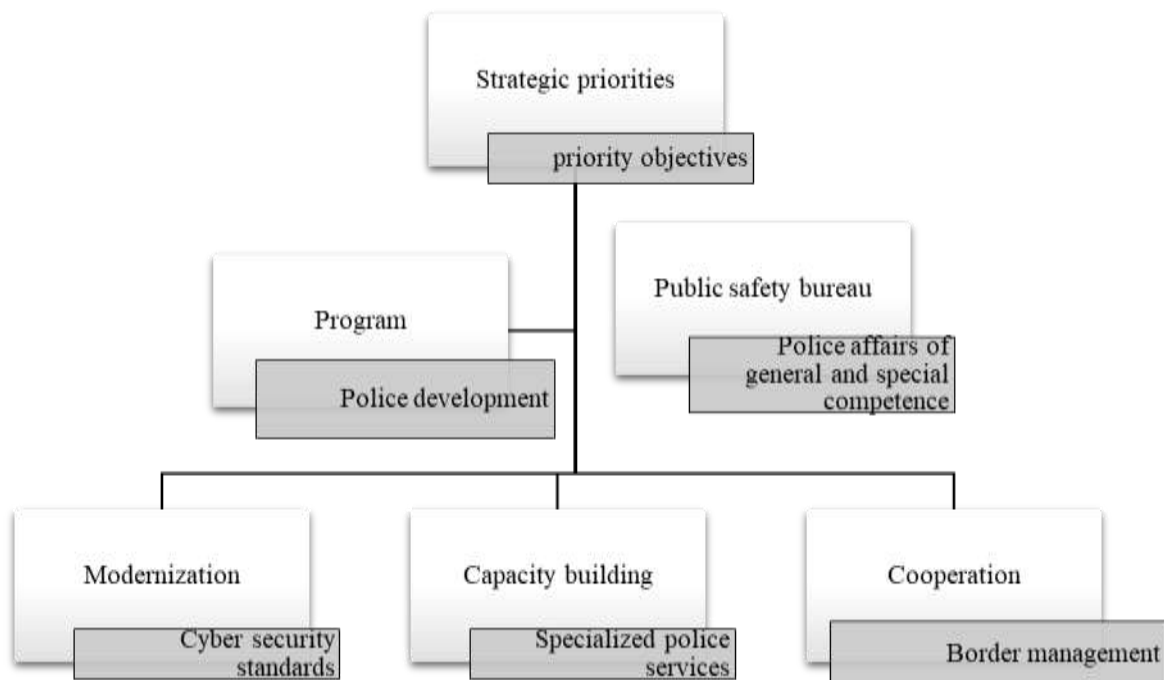 Strategic priorities
priority objectives
Public safety bureau
Police affairs of
general and special
competence
Program
Police development
Modernization
Cyber security
standards
Capacity building
Specialized police
services
Cooperation
Border management